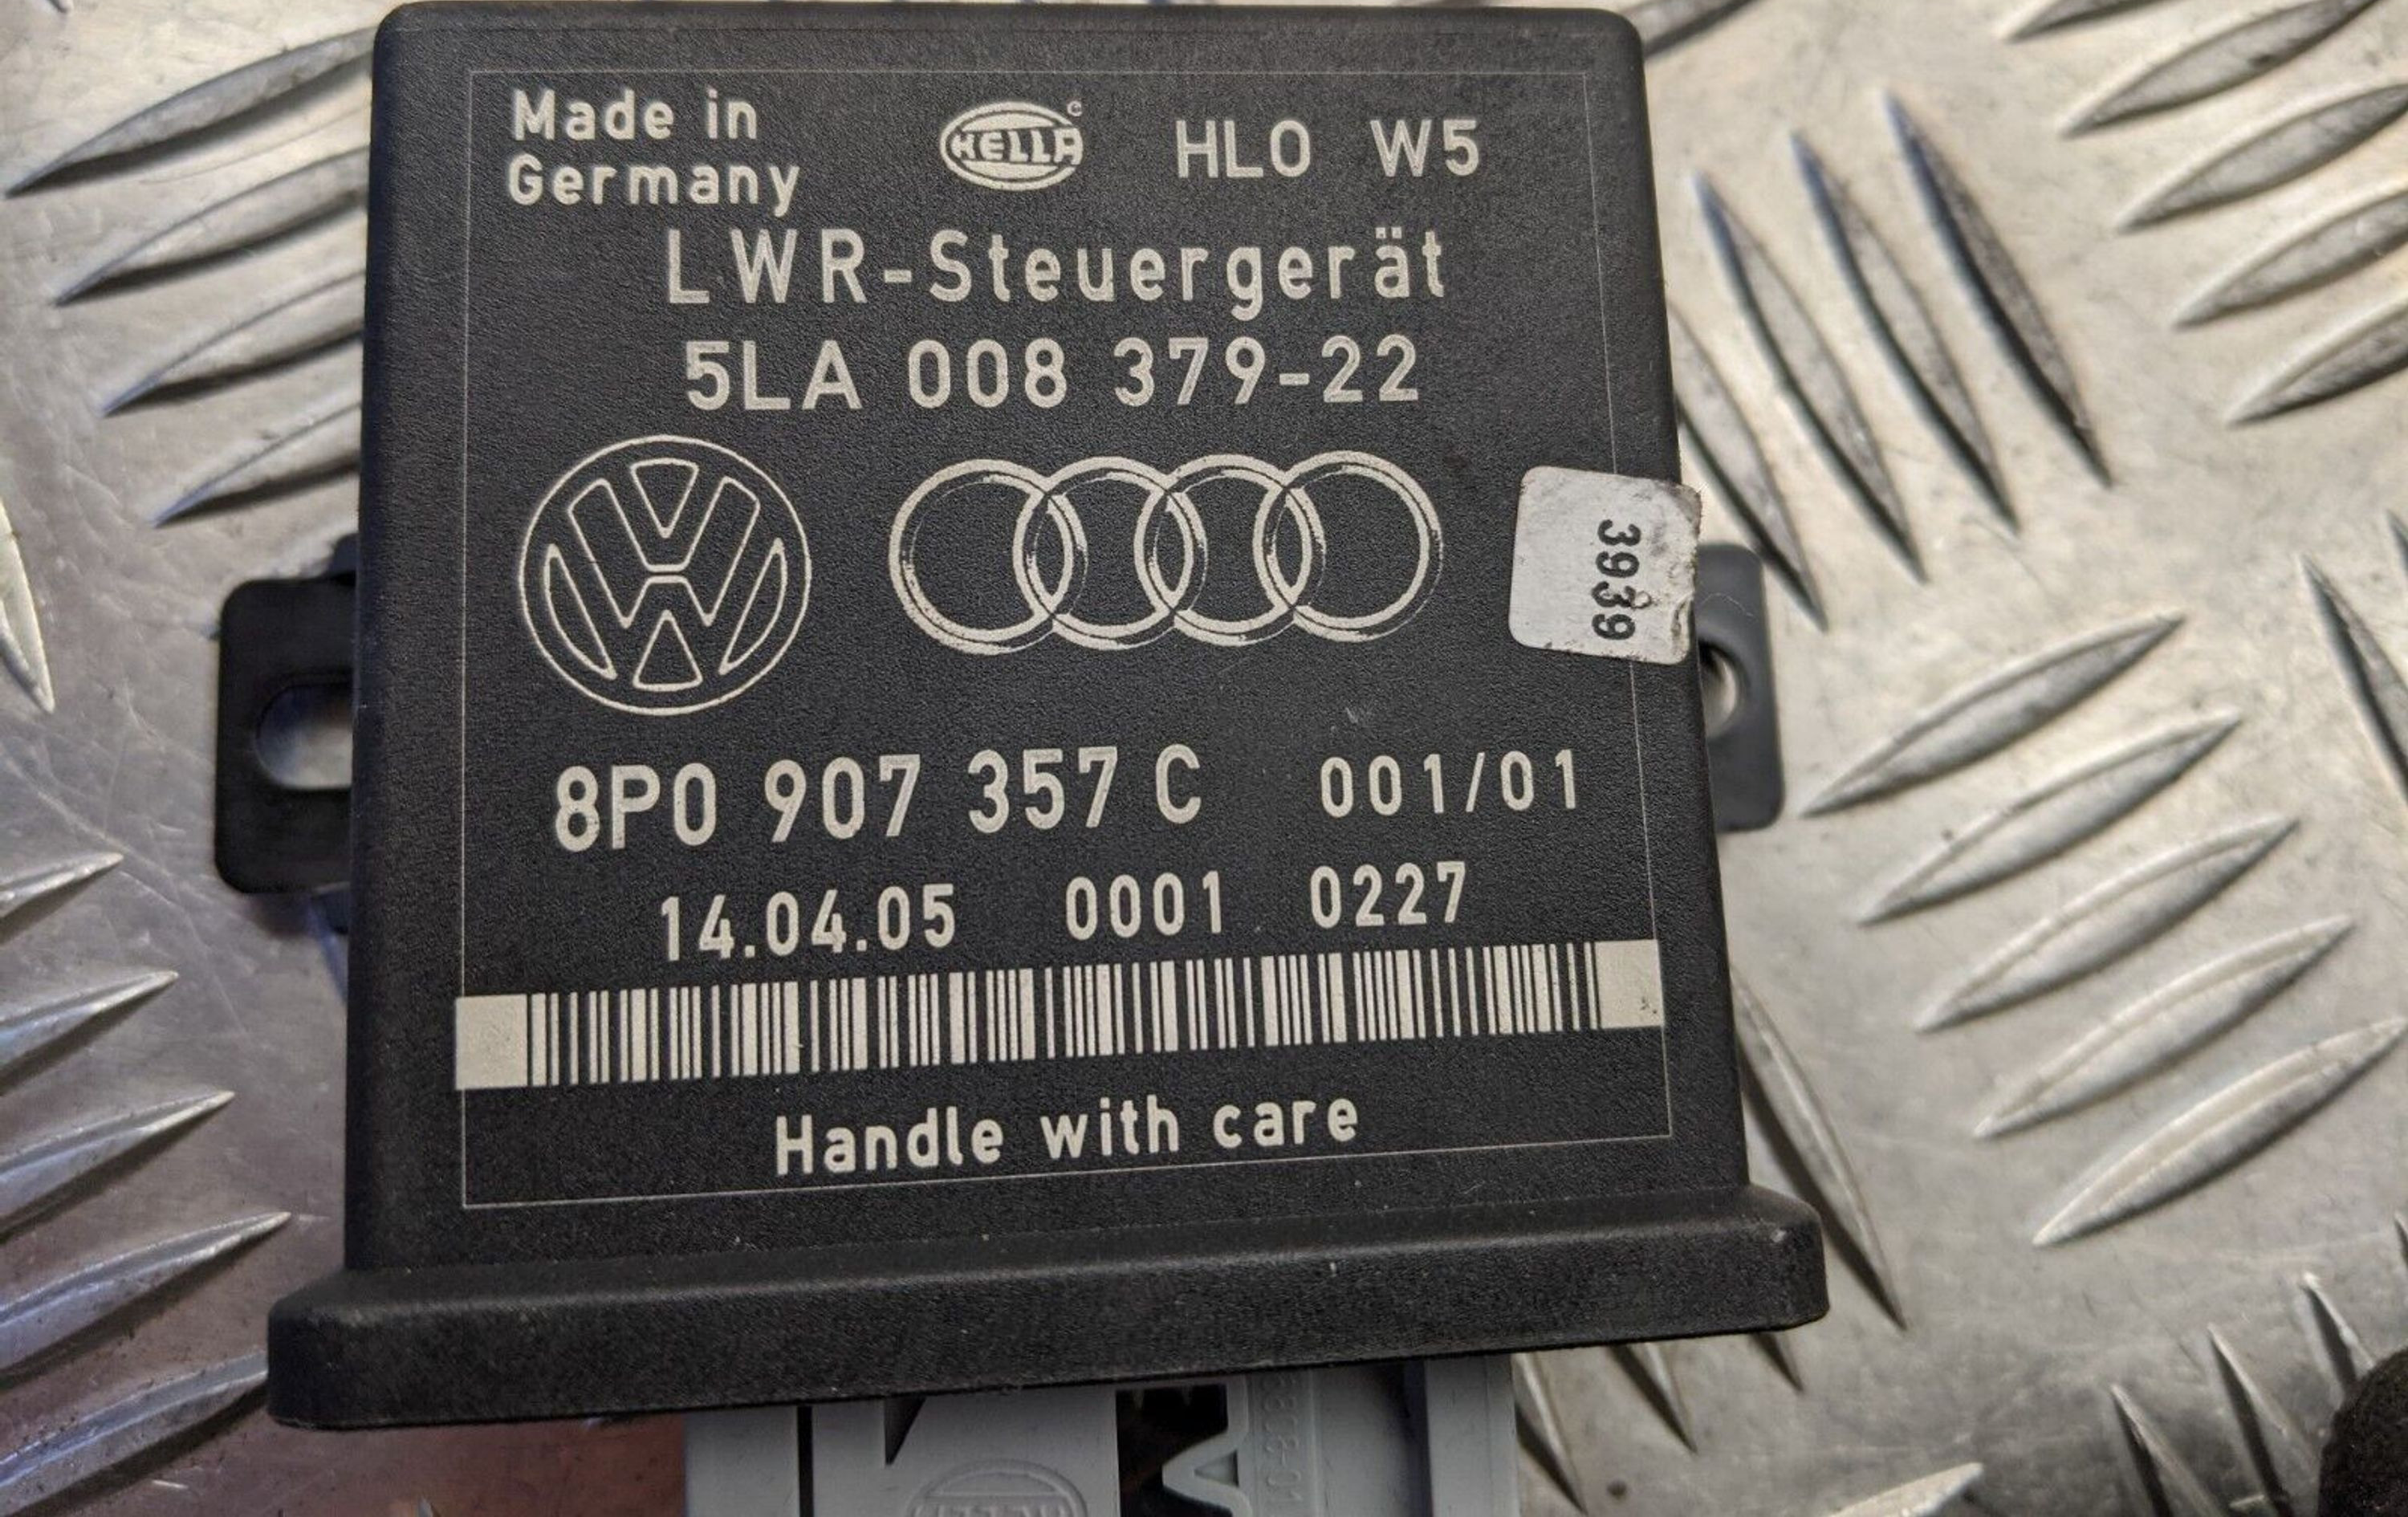 Made in
Germany
HELLA
HLO W5
LWR-Steuergerät
5LA 008 379-22
3939
8P0 907 357 C 001/01
14.04.05 0001 0227
Handle with care